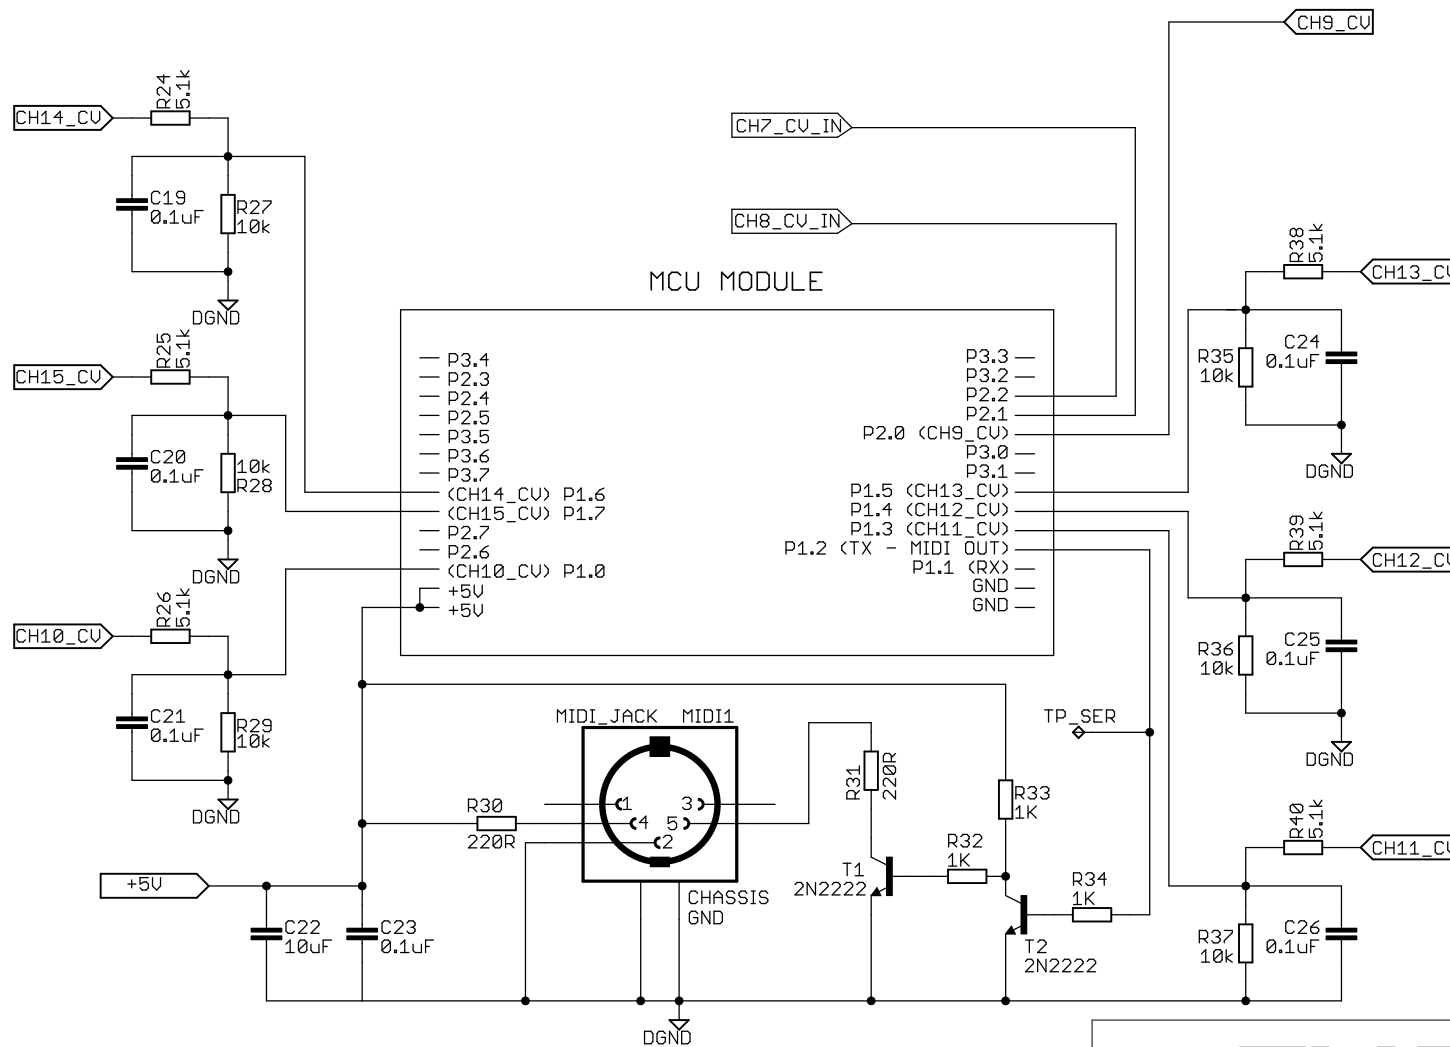 CH9_CV
R24
5.1k
CH14_CV
CH7_CV_IN
C19
0.1uF
R27
10k
CH8_CV_IN
R38
5.1k
MCU MODULE
CH13_CV
DGND
R25
5.1k
CH15_CV
P3.4
P2.3
P2.4
P2.5
P3.5
P3.6
P3.7
(CH14_CV) P1.6
(CH15_CV) P1.7
P2.7
P2.6
(CH10_CV) P1.0
+5V
+5V
P3.3
P3.2
P2.2
P2.1
P2.0 (CH9_CV)
P3.0
P3.1
P1.5 (CH13_CV)
P1.4 (CH12_CV)
P1.3 (CH11_CV)
P1.2 (TX - MIDI OUT)
P1.1 (RX)
GND
GND
R35
10k
C24
0.1uF
DGND
C20
0.1uF
10k
R28
DGND
R39
5.1k
CH12_CV
R26
5.1k
CH10_CV
R36
10k
C25
0.1uF
DGND
C21
0.1uF
R29
10k
DGND
MIDI_JACK MIDI1
1
4
3
5
2
TP_SER
R31
220R
R33
1K
R30
220R
R32
1K
R40
5.1k
CH11_CV
+5V
T1
2N2222
R34
1K
CHASSIS
GND
C22
10uF
C23
0.1uF
T2
2N2222
R37
10k
C26
0.1uF
DGND